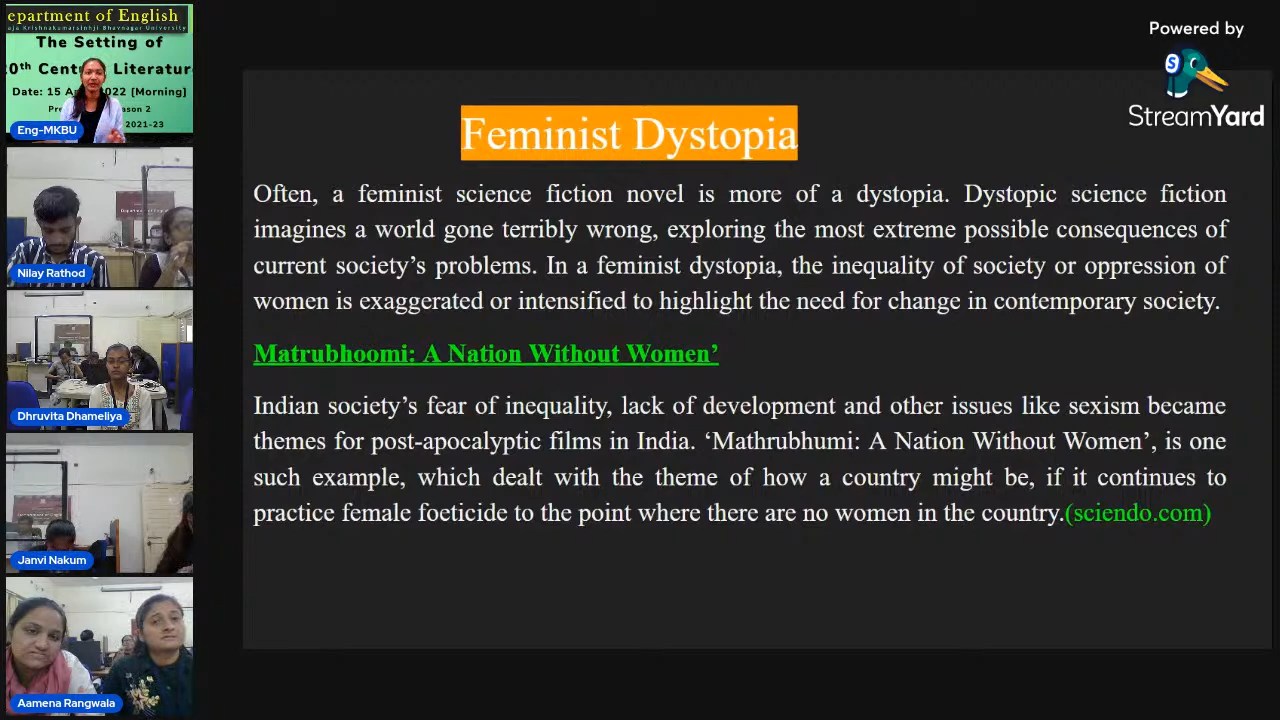 epartment of English
aja Krishnakumarsinhji Bhavnagar University
The Setting of
Literature
Date: 15 2022 [Morning]
2021-23
Eng-MKBU
Nilay Rathod
Dhruvita Dhameliya
Janvi Nakum
Aamena Rangwala
Powered by
S
StreamYard
Feminist Dystopia
Often, a feminist science fiction novel is more of a dystopia. Dystopic science fiction
imagines a world gone terribly wrong, exploring the most extreme possible consequences of
current society’s problems. In a feminist dystopia, the inequality of society or oppression of
women is exaggerated or intensified to highlight the need for change in contemporary society.
Matrubhoomi: A Nation Without Women’
Indian society’s fear of inequality, lack of development and other issues like sexism became
themes for post-apocalyptic films in India. ‘Mathrubhumi: A Nation Without Women’, is one
such example, which dealt with the theme of how a country might be, if it continues to
practice female foeticide to the point where there are no women in the country.(sciendo.com)